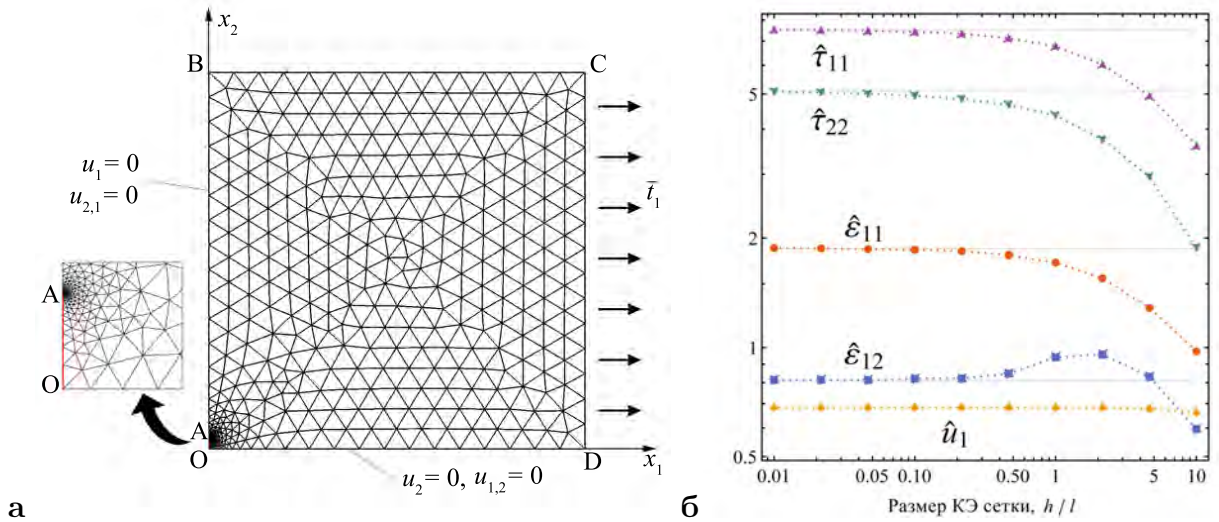 x₂
B
C
u₁ = 0
u₂,₁ = 0
t̄₁
A
O
A
O
D
x₁
u₂ = 0, u₁,₂ = 0
а
τ̂₁₁
τ̂₂₂
ε̂₁₁
ε̂₁₂
û₁
5
2
1
0.5
0.01
0.05
0.10
0.50
1
5
10
Размер КЭ сетки, h / l
б